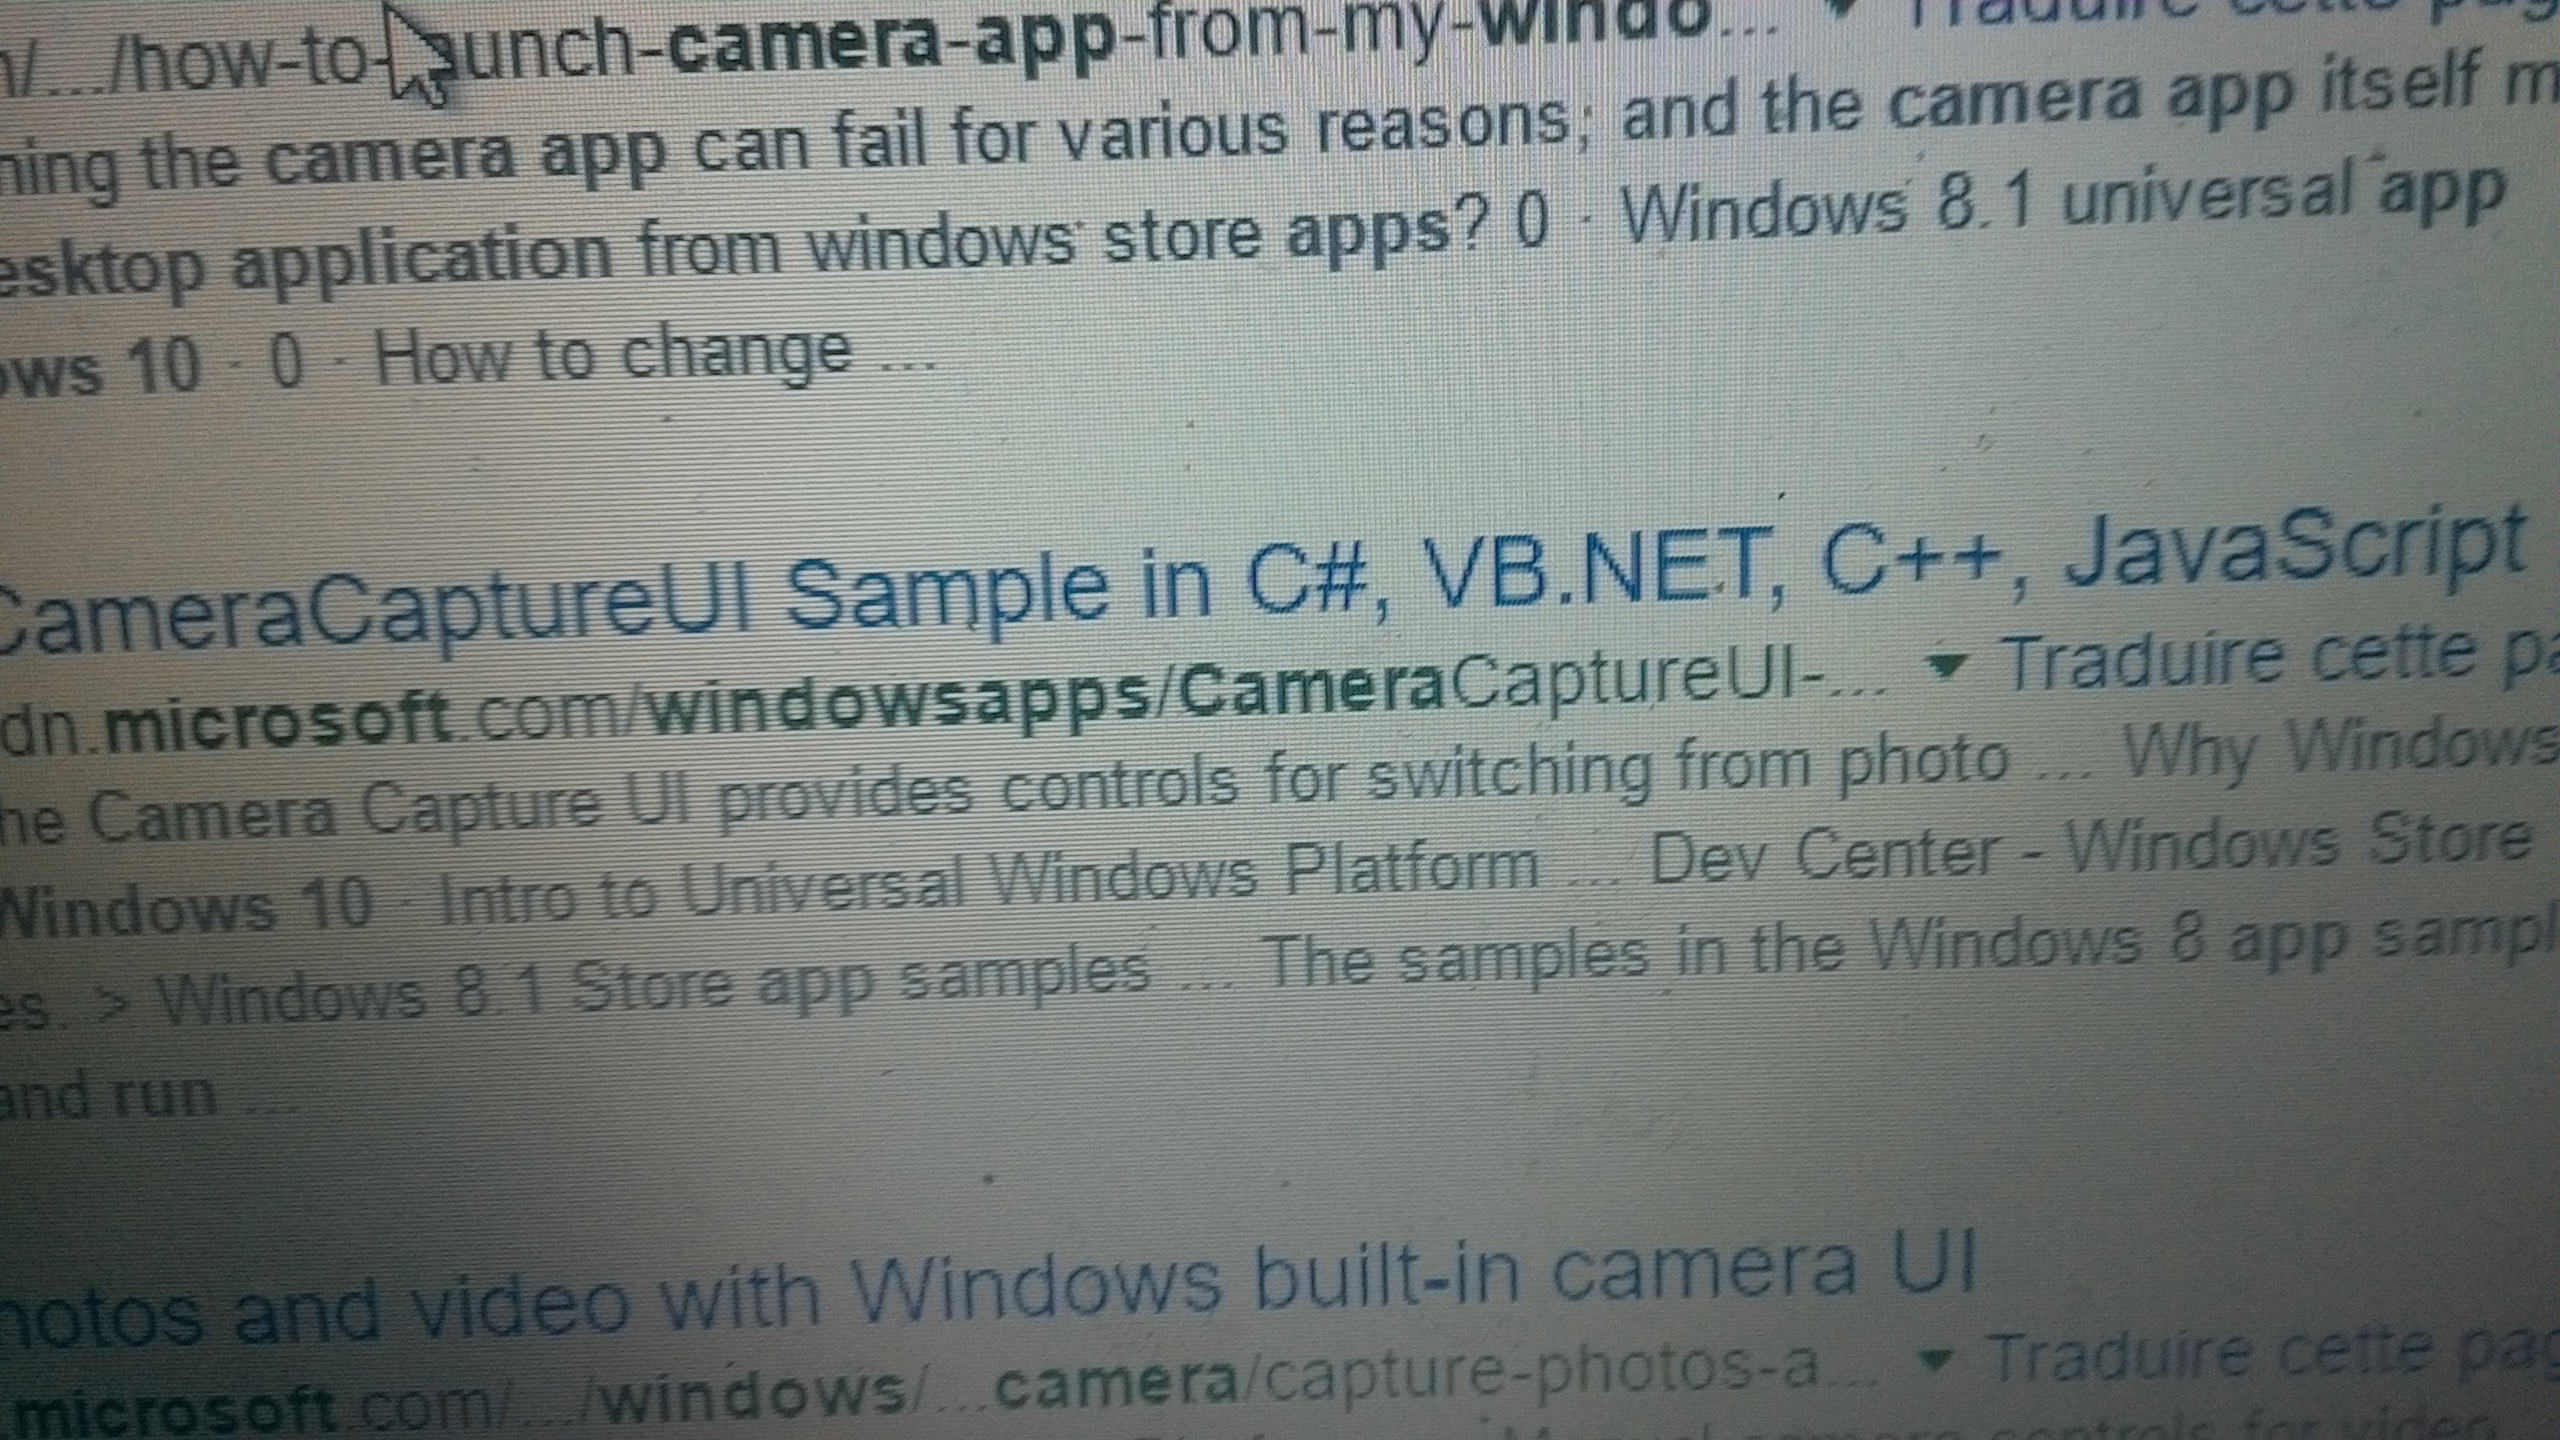 /.../how-to-launch-camera-app-from-my-windo... Traduire cette pag
ning the camera app can fail for various reasons; and the camera app itself m
esktop application from windows store apps? 0 · Windows 8.1 universal app
ows 10 · 0 · How to change ...
CameraCaptureUI Sample in C#, VB.NET, C++, JavaScript
dn.microsoft.com/windowsapps/CameraCaptureUI-... Traduire cette pa
he Camera Capture UI provides controls for switching from photo ... Why Windows
Windows 10 · Intro to Universal Windows Platform ... Dev Center - Windows Store
es. > Windows 8.1 Store app samples ... The samples in the Windows 8 app sampl
and run ...
hotos and video with Windows built-in camera UI
microsoft.com/.../windows/...camera/capture-photos-a... Traduire cette pag